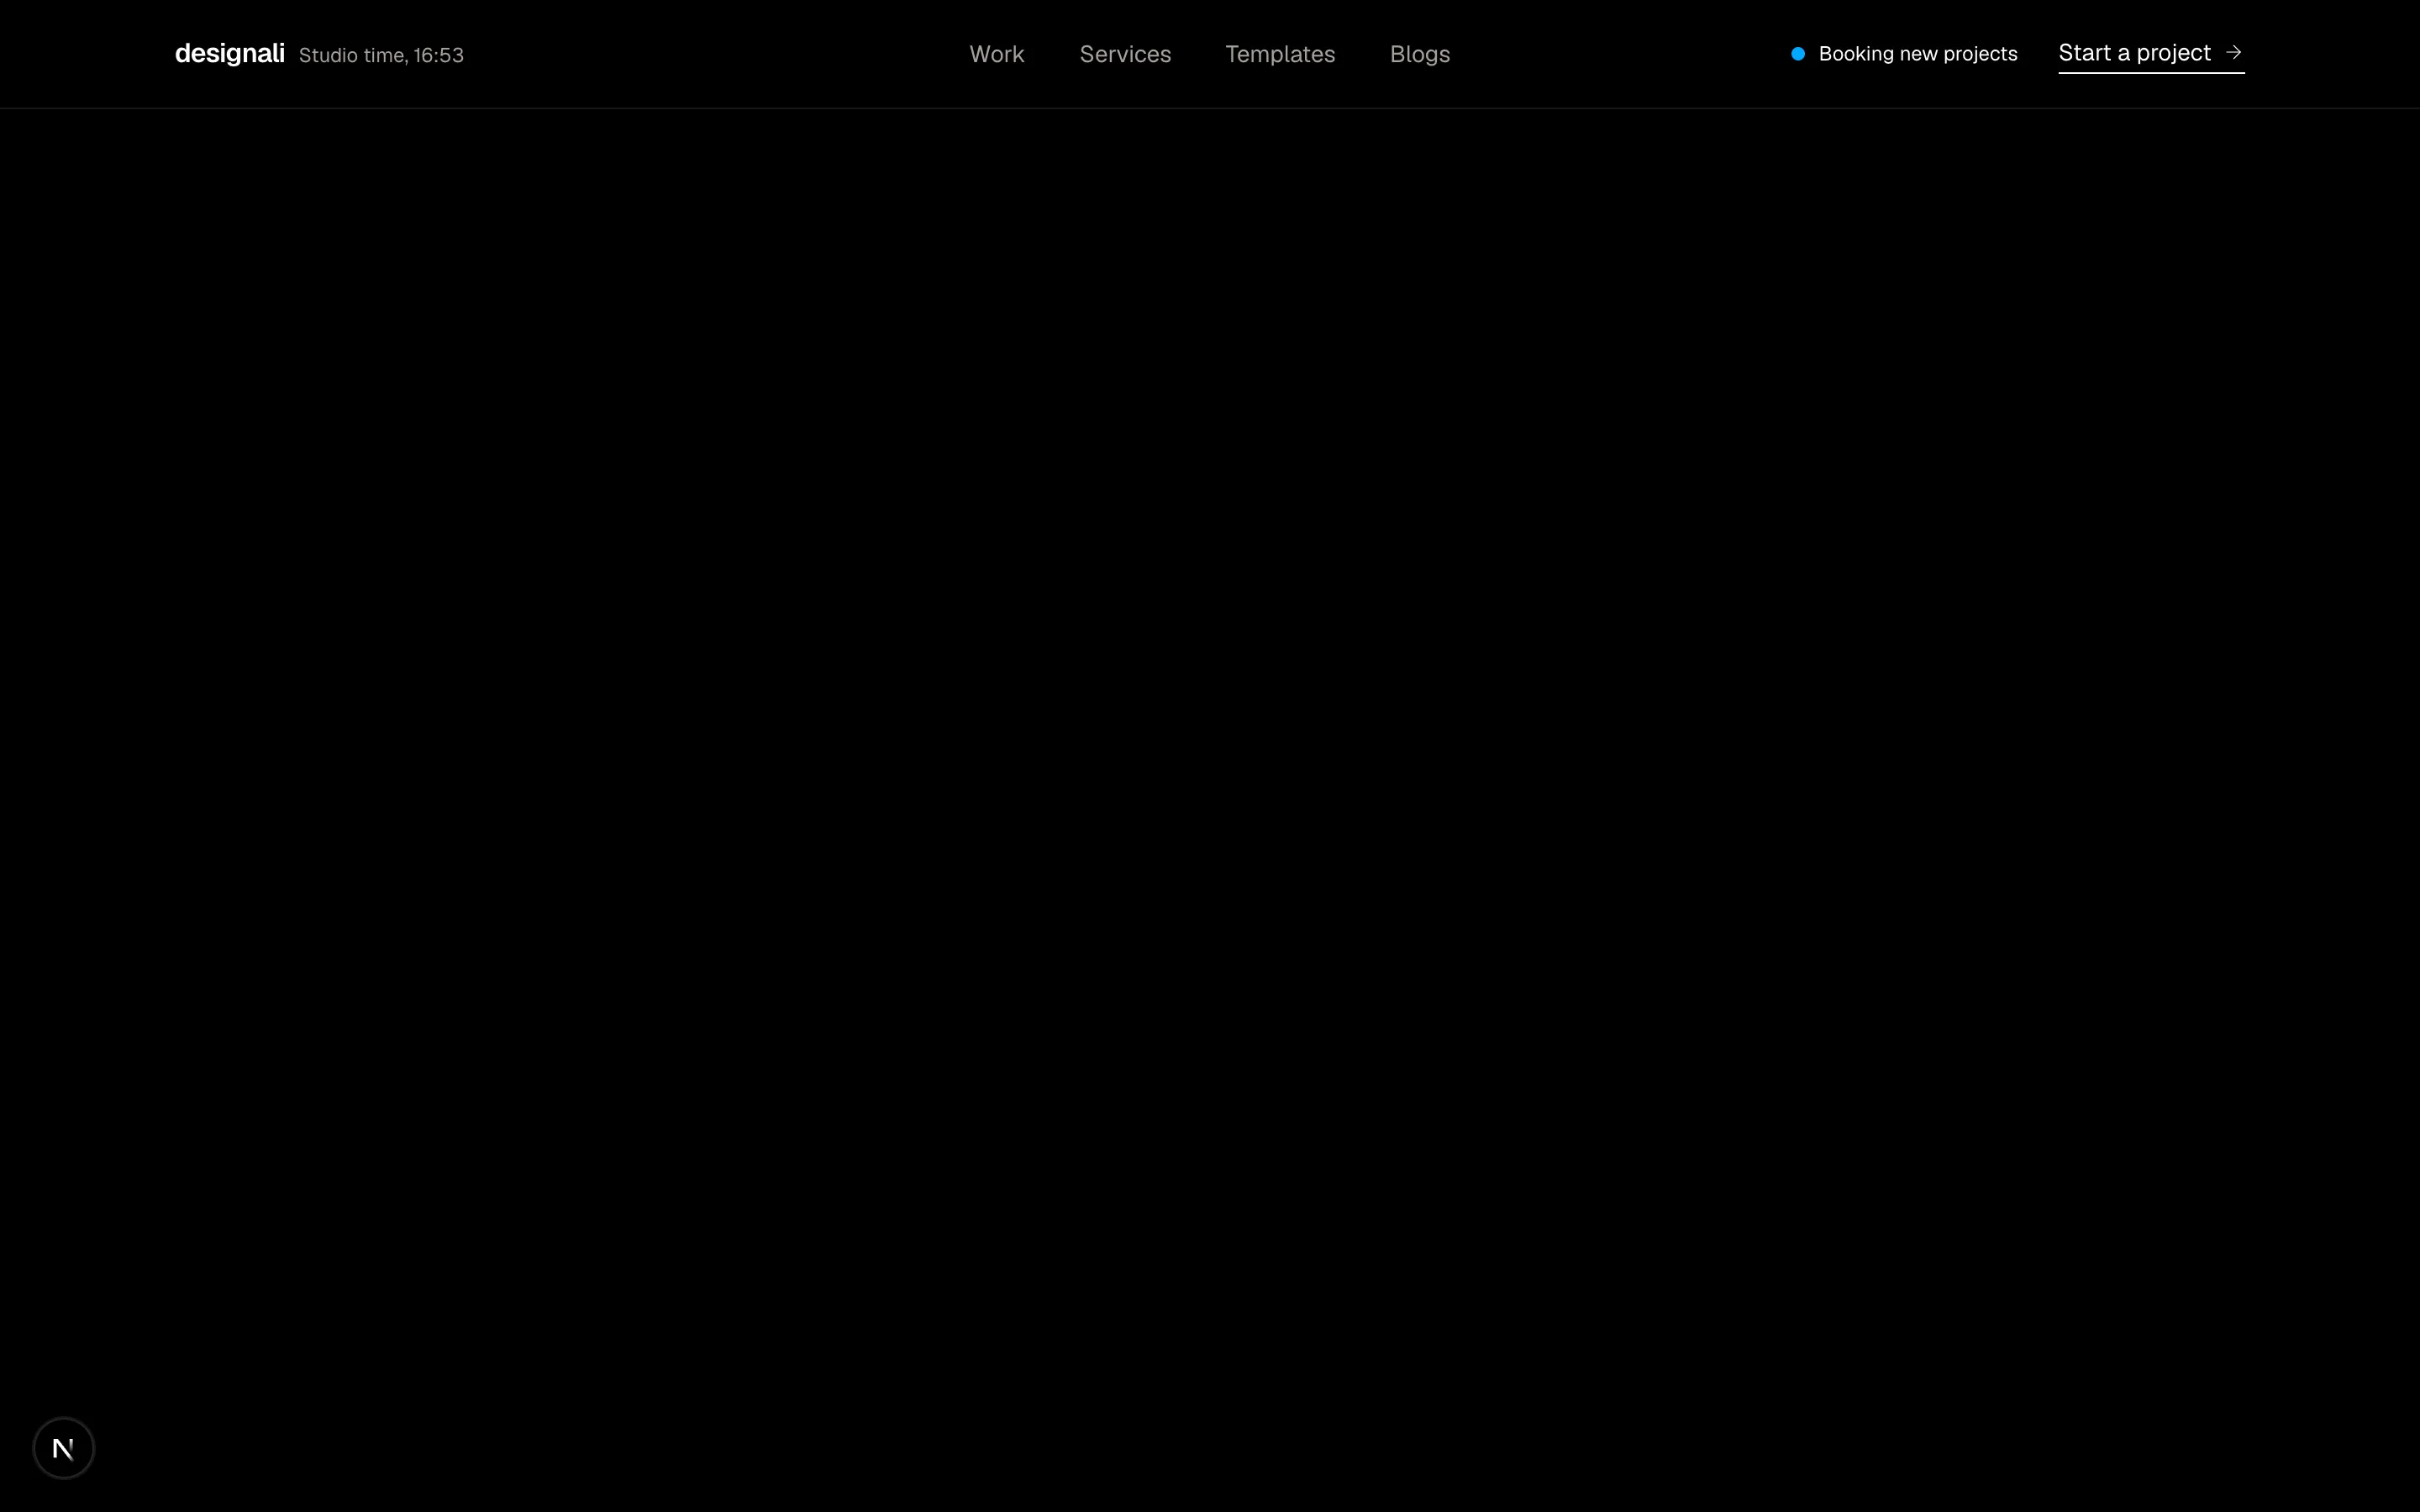 designali Studio time, 16:53 Work Services Templates Blogs Booking new projects Start a project →
N